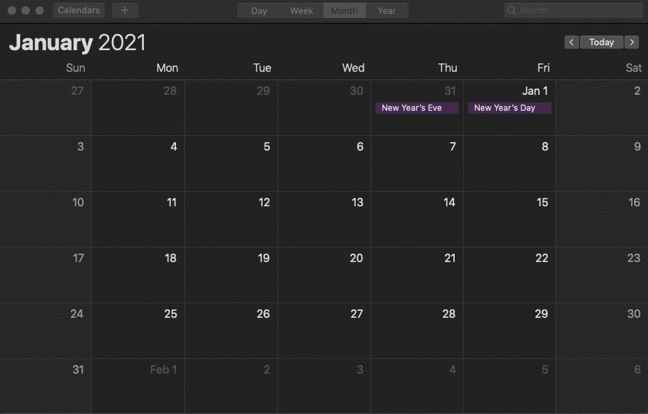 Calendars + Day Week Month Year Search
January 2021
< Today >
Sun Mon Tue Wed Thu Fri Sat
27 28 29 30 31 Jan 1 2
New Year's Eve New Year's Day
3 4 5 6 7 8 9
10 11 12 13 14 15 16
17 18 19 20 21 22 23
24 25 26 27 28 29 30
31 Feb 1 2 3 4 5 6